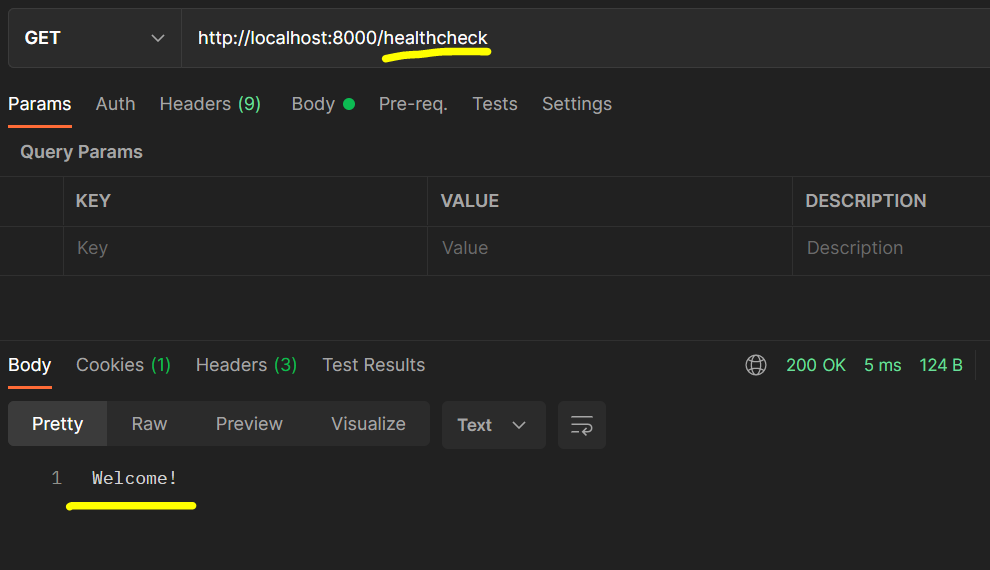 GET http://localhost:8000/healthcheck
Params Auth Headers (9) Body Pre-req. Tests Settings
Query Params
KEY VALUE DESCRIPTION
Key Value Description
Body Cookies (1) Headers (3) Test Results 200 OK 5 ms 124 B
Pretty Raw Preview Visualize Text
1 Welcome!